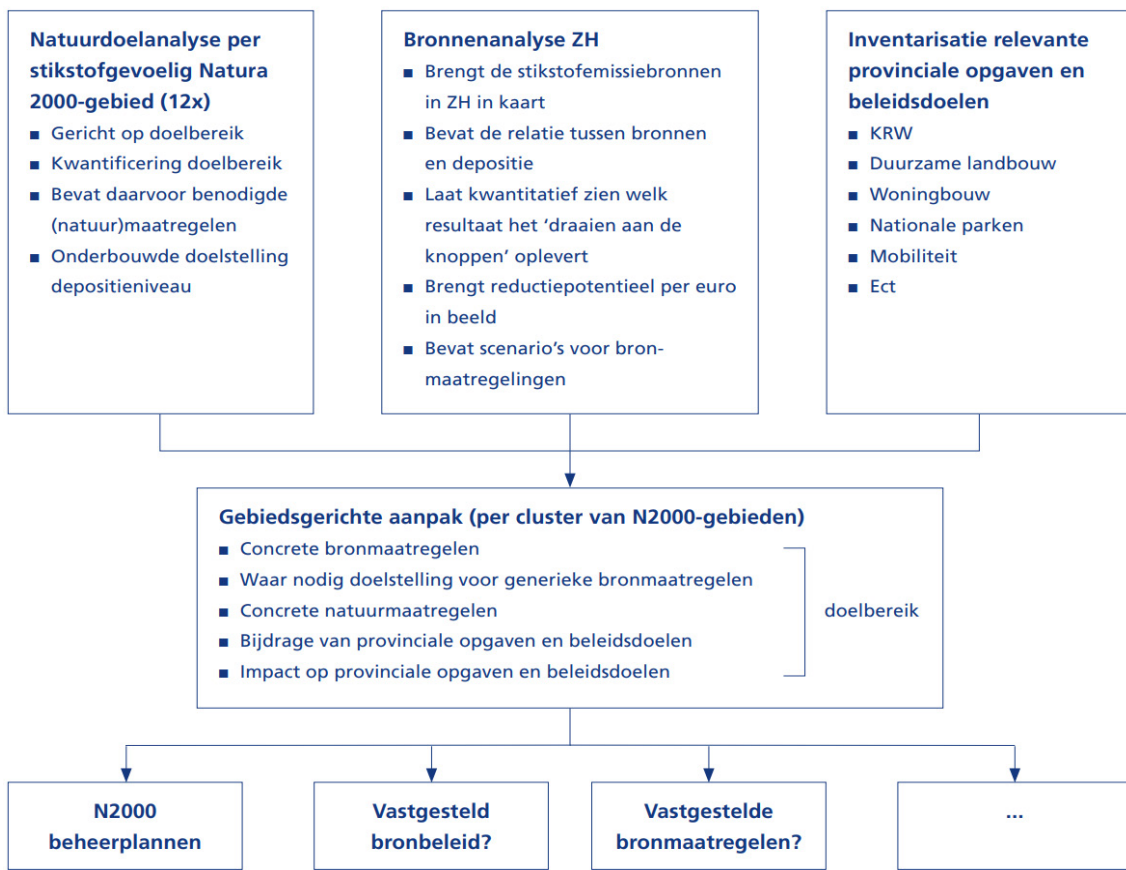 Natuurdoelanalyse per
stikstofgevoelig Natura
2000-gebied (12x)
■ Gericht op doelbereik
■ Kwantificering doelbereik
■ Bevat daarvoor benodigde
(natuur)maatregelen
■ Onderbouwde doelstelling
depositieniveau
Bronnenanalyse ZH
■ Brengt de stikstofemissiebronnen
in ZH in kaart
■ Bevat de relatie tussen bronnen
en depositie
■ Laat kwantitatief zien welk
resultaat het ‘draaien aan de
knoppen’ oplevert
■ Brengt reductiepotentieel per euro
in beeld
■ Bevat scenario’s voor bron-
maatregelingen
Inventarisatie relevante
provinciale opgaven en
beleidsdoelen
■ KRW
■ Duurzame landbouw
■ Woningbouw
■ Nationale parken
■ Mobiliteit
■ Ect
Gebiedsgerichte aanpak (per cluster van N2000-gebieden)
■ Concrete bronmaatregelen
■ Waar nodig doelstelling voor generieke bronmaatregelen
■ Concrete natuurmaatregelen
■ Bijdrage van provinciale opgaven en beleidsdoelen
■ Impact op provinciale opgaven en beleidsdoelen
doelbereik
N2000
beheerplannen
Vastgesteld
bronbeleid?
Vastgestelde
bronmaatregelen?
...